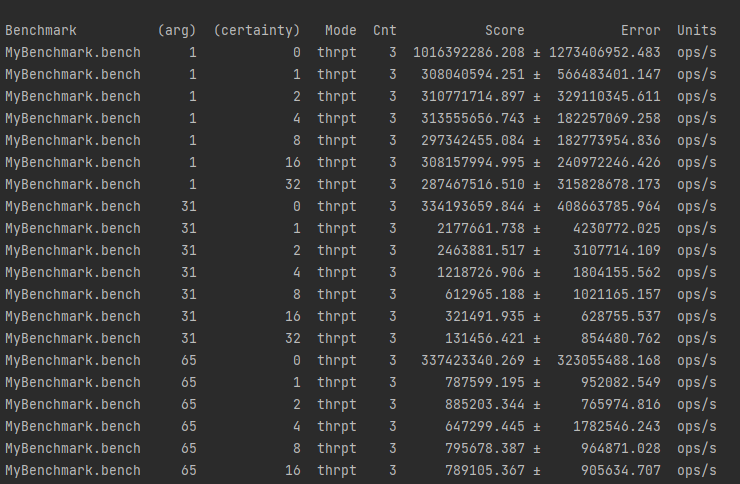 Benchmark (arg) (certainty) Mode Cnt Score Error Units
MyBenchmark.bench 1 0 thrpt 3 1016392286.208 ± 1273406952.483 ops/s
MyBenchmark.bench 1 1 thrpt 3 308040594.251 ± 566483401.147 ops/s
MyBenchmark.bench 1 2 thrpt 3 310771714.897 ± 329110345.611 ops/s
MyBenchmark.bench 1 4 thrpt 3 313555656.743 ± 182257069.258 ops/s
MyBenchmark.bench 1 8 thrpt 3 297342455.084 ± 182773954.836 ops/s
MyBenchmark.bench 1 16 thrpt 3 308157994.995 ± 240972246.426 ops/s
MyBenchmark.bench 1 32 thrpt 3 287467516.510 ± 315828678.173 ops/s
MyBenchmark.bench 31 0 thrpt 3 334193659.844 ± 408663785.964 ops/s
MyBenchmark.bench 31 1 thrpt 3 2177661.738 ± 4230772.025 ops/s
MyBenchmark.bench 31 2 thrpt 3 2463881.517 ± 3107714.109 ops/s
MyBenchmark.bench 31 4 thrpt 3 1218726.906 ± 1804155.562 ops/s
MyBenchmark.bench 31 8 thrpt 3 612965.188 ± 1021165.157 ops/s
MyBenchmark.bench 31 16 thrpt 3 321491.935 ± 628755.537 ops/s
MyBenchmark.bench 31 32 thrpt 3 131456.421 ± 854480.762 ops/s
MyBenchmark.bench 65 0 thrpt 3 337423340.269 ± 323055488.168 ops/s
MyBenchmark.bench 65 1 thrpt 3 787599.195 ± 952082.549 ops/s
MyBenchmark.bench 65 2 thrpt 3 885203.344 ± 765974.816 ops/s
MyBenchmark.bench 65 4 thrpt 3 647299.445 ± 1782546.243 ops/s
MyBenchmark.bench 65 8 thrpt 3 795678.387 ± 964871.028 ops/s
MyBenchmark.bench 65 16 thrpt 3 789105.367 ± 905634.707 ops/s